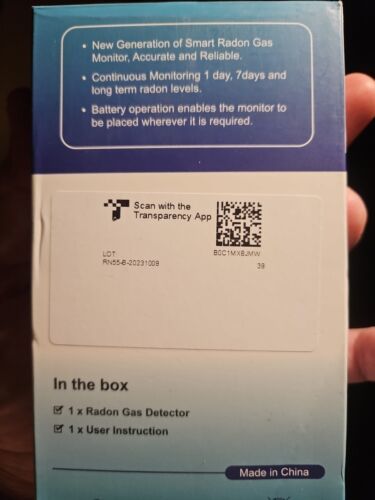 • New Generation of Smart Radon Gas
Monitor, Accurate and Reliable.
• Continuous Monitoring 1 day, 7days and
long term radon levels.
• Battery operation enables the monitor to
be placed wherever it is required.
Scan with the
Transparency App
LOT:
RN55-B-20231009
B0C1MX8JMW
39
In the box
1 x Radon Gas Detector
1 x User Instruction
Made in China